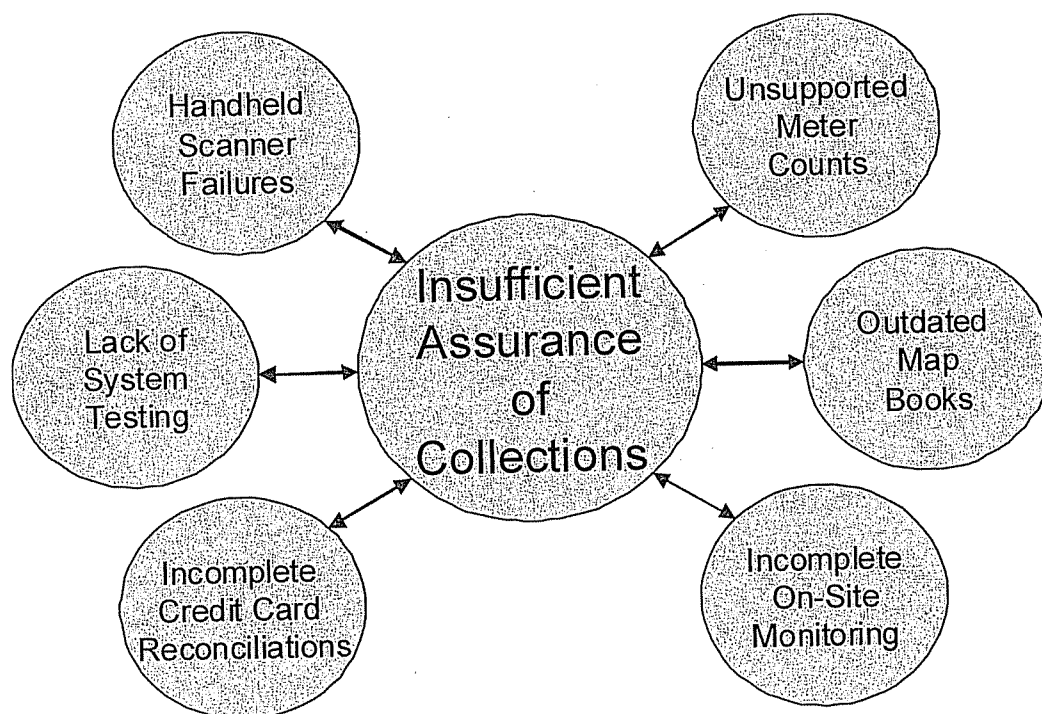 Handheld
Scanner
Failures
Unsupported
Meter
Counts
Insufficient
Assurance
of
Collections
Lack of
System
Testing
Outdated
Map
Books
Incomplete
Credit Card
Reconciliations
Incomplete
On-Site
Monitoring